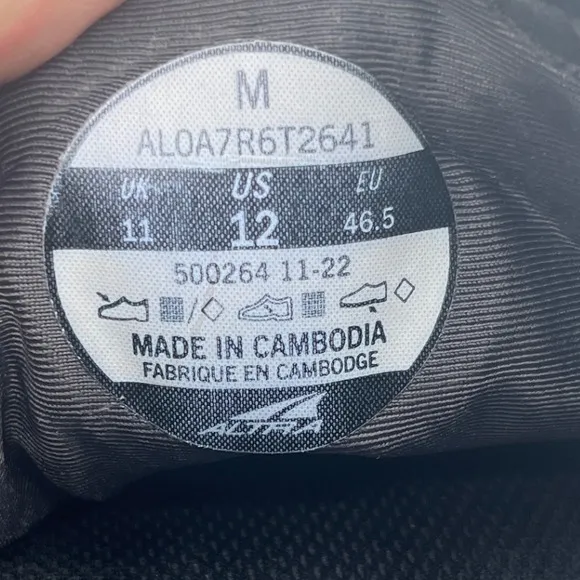 M
AL0A7R6T2641
UK US EU
11 12 46.5
500264 11-22
MADE IN CAMBODIA
FABRIQUE EN CAMBODGE
ALTRA